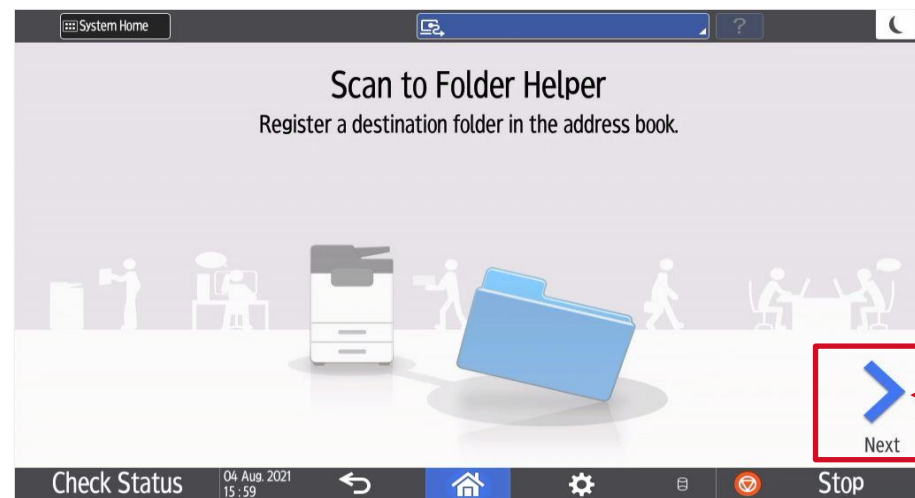 System Home
?
Scan to Folder Helper
Register a destination folder in the address book.
Next
Check Status
04 Aug. 2021
15 : 59
Stop